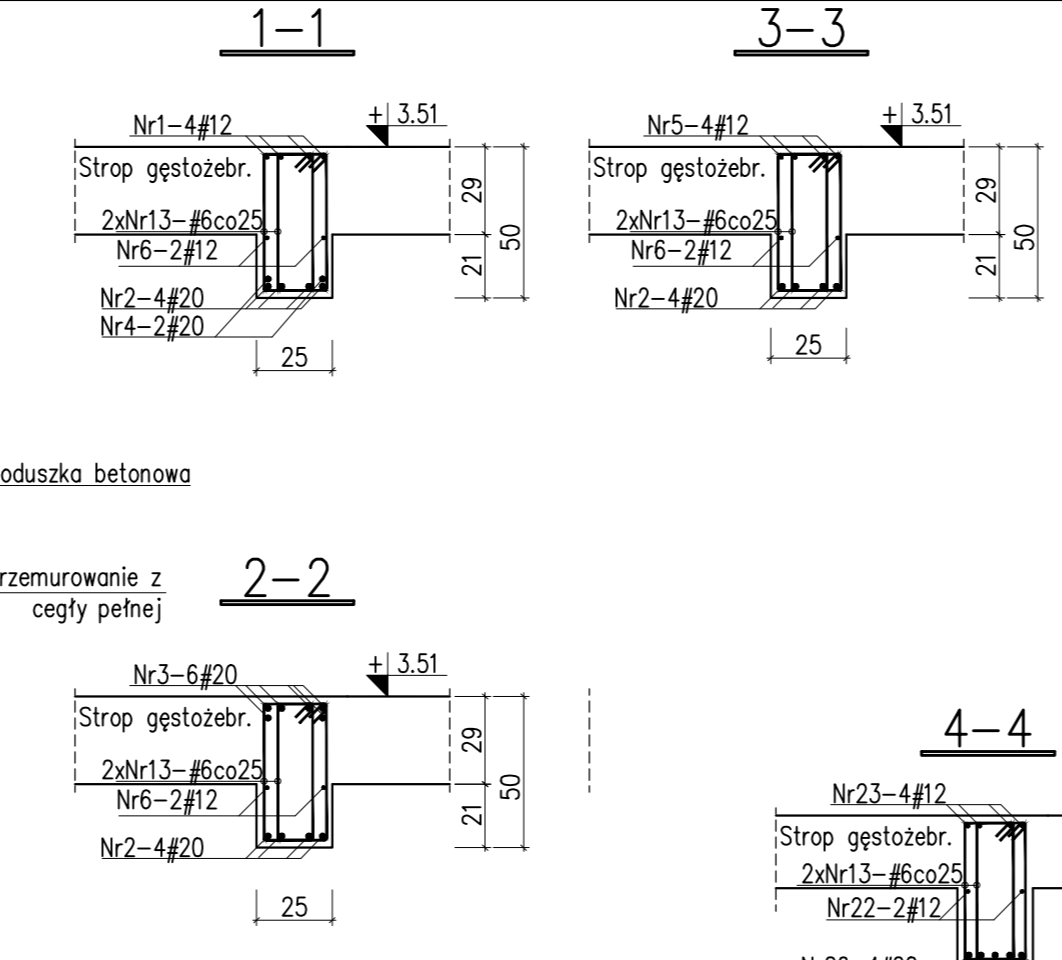 1-1
Nr1-4#12
+ 3.51
Strop gęstożebr.
2xNr13-#6co25
Nr6-2#12
Nr2-4#20
Nr4-2#20
29
21
50
25
3-3
Nr5-4#12
+ 3.51
Strop gęstożebr.
2xNr13-#6co25
Nr6-2#12
Nr2-4#20
29
21
50
25
oduszka betonowa
rzemurowanie z
cegły pełnej
2-2
Nr3-6#20
+ 3.51
Strop gęstożebr.
2xNr13-#6co25
Nr6-2#12
Nr2-4#20
29
21
50
25
4-4
Nr23-4#12
Strop gęstożebr.
2xNr13-#6co25
Nr22-2#12